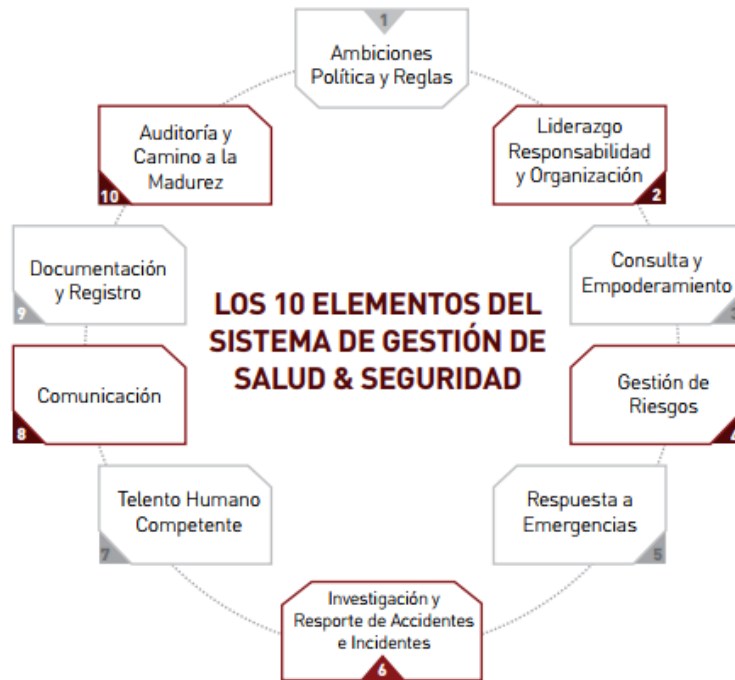 1
Ambiciones
Política y Reglas
Liderazgo
Responsabilidad
y Organización
2
Consulta y
Empoderamiento
3
Gestión de
Riesgos
4
Respuesta a
Emergencias
5
Investigación y
Resporte de Accidentes
e Incidentes
6
Telento Humano
Competente
7
Comunicación
8
Documentación
y Registro
9
Auditoría y
Camino a la
Madurez
10
LOS 10 ELEMENTOS DEL
SISTEMA DE GESTIÓN DE
SALUD & SEGURIDAD